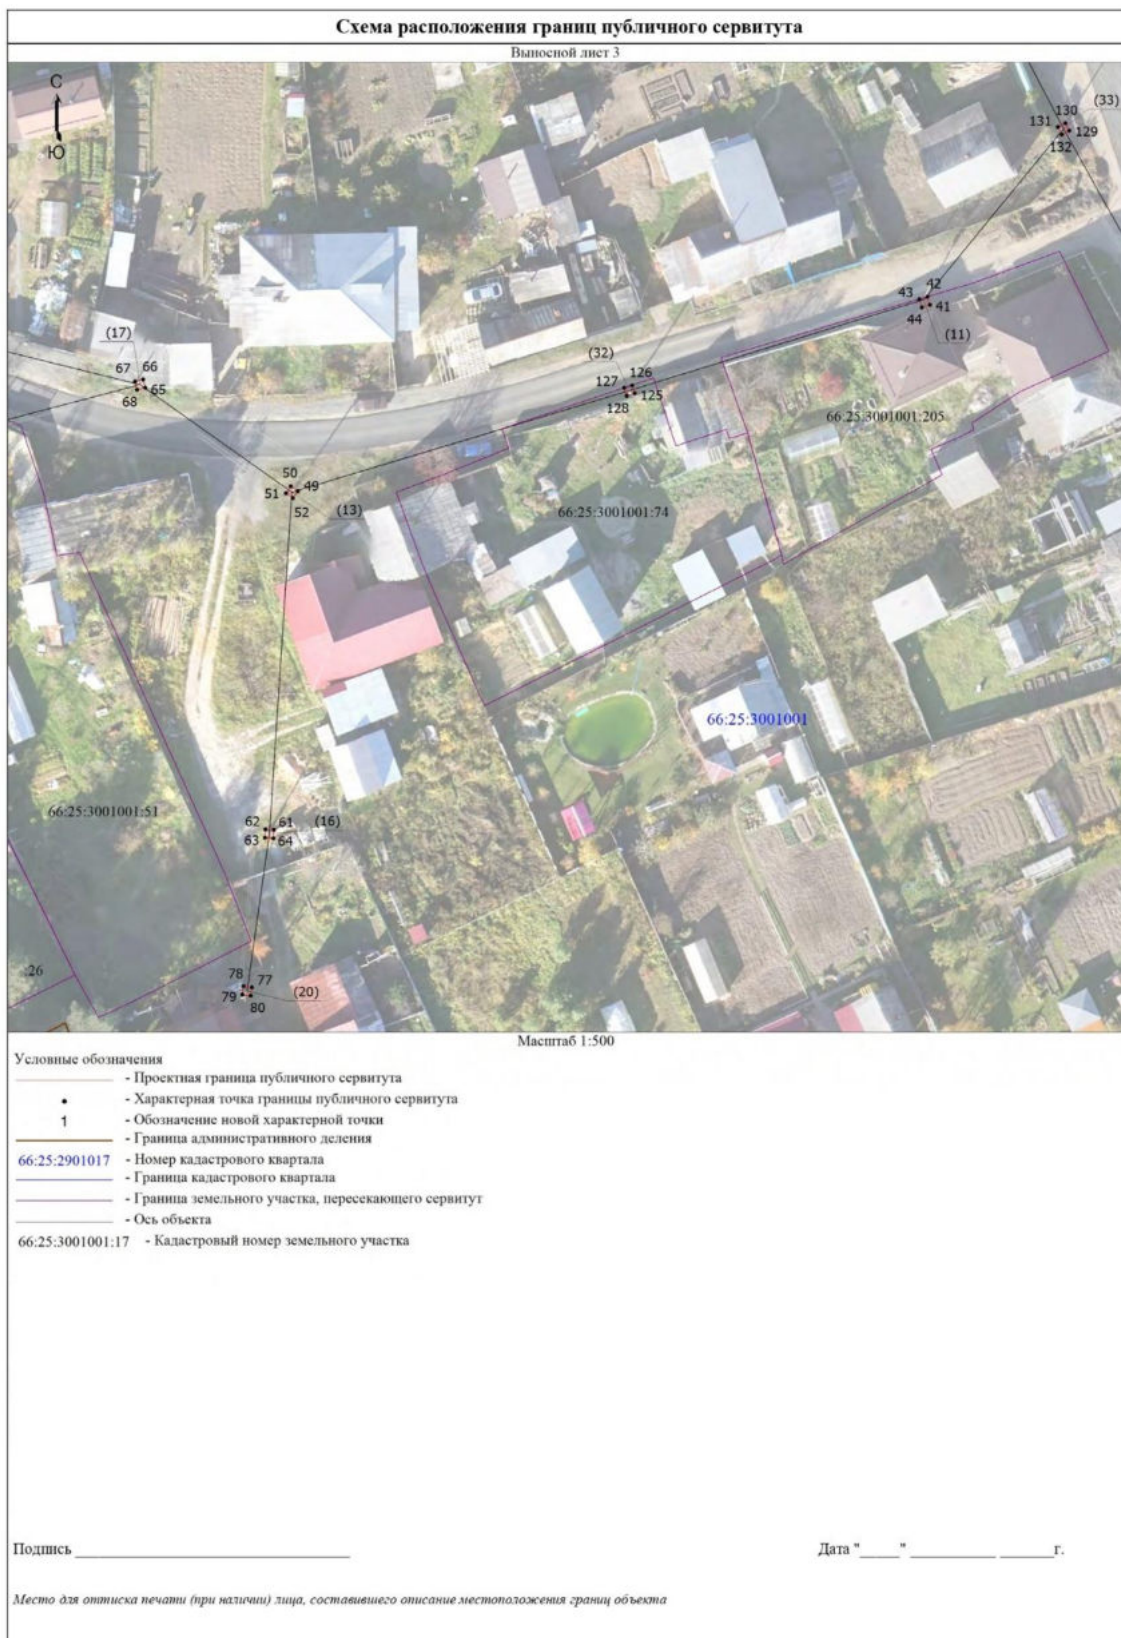 Схема расположения границ публичного сервитута
Выносной лист 3
С
Ю
130
(33)
131
129
132
42
43
41
44
(11)
(17)
66
67
65
68
(32)
126
127
125
128
66:25:3001001:205
50
51
49
52
(13)
66:25:3001001:74
66:25:3001001
66:25:3001001:51
62
61
(16)
63
64
:26
78
77
79
(20)
80
Масштаб 1:500
Условные обозначения
- Проектная граница публичного сервитута
- Характерная точка границы публичного сервитута
1 - Обозначение новой характерной точки
- Граница административного деления
66:25:2901017 - Номер кадастрового квартала
- Граница кадастрового квартала
- Граница земельного участка, пересекающего сервитут
- Ось объекта
66:25:3001001:17 - Кадастровый номер земельного участка
Подпись ____ Дата "____" ____ ____г.
Место для оттиска печати (при наличии) лица, составившего описание местоположения границ объекта